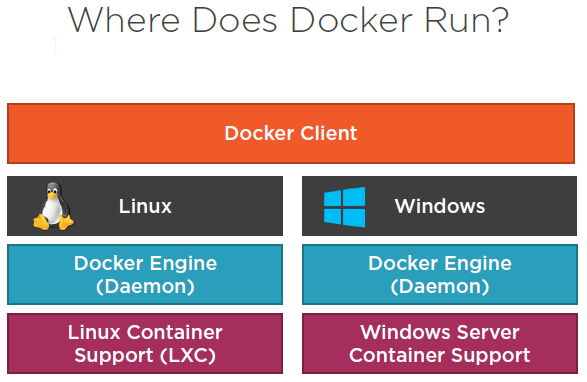 Where Does Docker Run?
Docker Client
Linux
Windows
Docker Engine
(Daemon)
Docker Engine
(Daemon)
Linux Container
Support (LXC)
Windows Server
Container Support